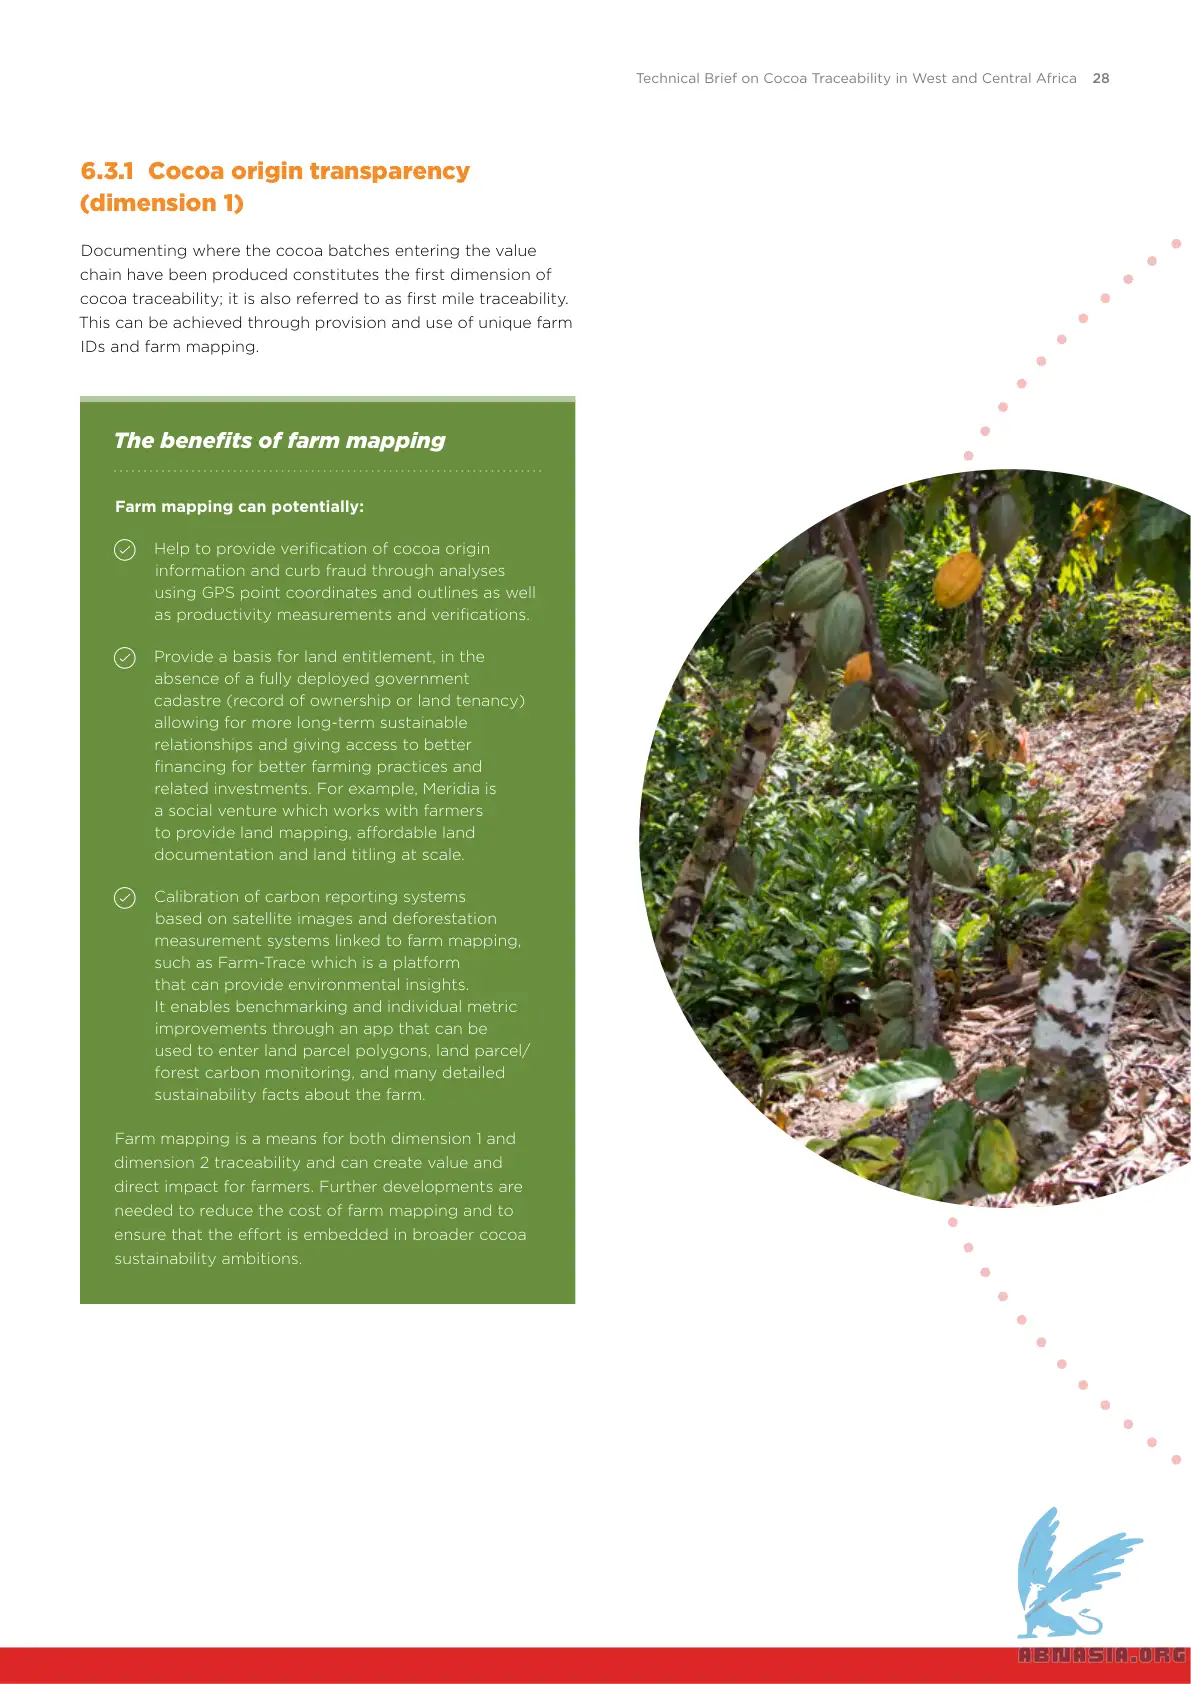 Technical Brief on Cocoa Traceability in West and Central Africa 28
6.3.1 Cocoa origin transparency
(dimension 1)
Documenting where the cocoa batches entering the value
chain have been produced constitutes the first dimension of
cocoa traceability; it is also referred to as first mile traceability.
This can be achieved through provision and use of unique farm
IDs and farm mapping.
The benefits of farm mapping
Farm mapping can potentially:
Help to provide verification of cocoa origin
information and curb fraud through analyses
using GPS point coordinates and outlines as well
as productivity measurements and verifications.
Provide a basis for land entitlement, in the
absence of a fully deployed government
cadastre (record of ownership or land tenancy)
allowing for more long-term sustainable
relationships and giving access to better
financing for better farming practices and
related investments. For example, Meridia is
a social venture which works with farmers
to provide land mapping, affordable land
documentation and land titling at scale.
Calibration of carbon reporting systems
based on satellite images and deforestation
measurement systems linked to farm mapping,
such as Farm-Trace which is a platform
that can provide environmental insights.
It enables benchmarking and individual metric
improvements through an app that can be
used to enter land parcel polygons, land parcel/
forest carbon monitoring, and many detailed
sustainability facts about the farm.
Farm mapping is a means for both dimension 1 and
dimension 2 traceability and can create value and
direct impact for farmers. Further developments are
needed to reduce the cost of farm mapping and to
ensure that the effort is embedded in broader cocoa
sustainability ambitions.
ABNASIA.ORG